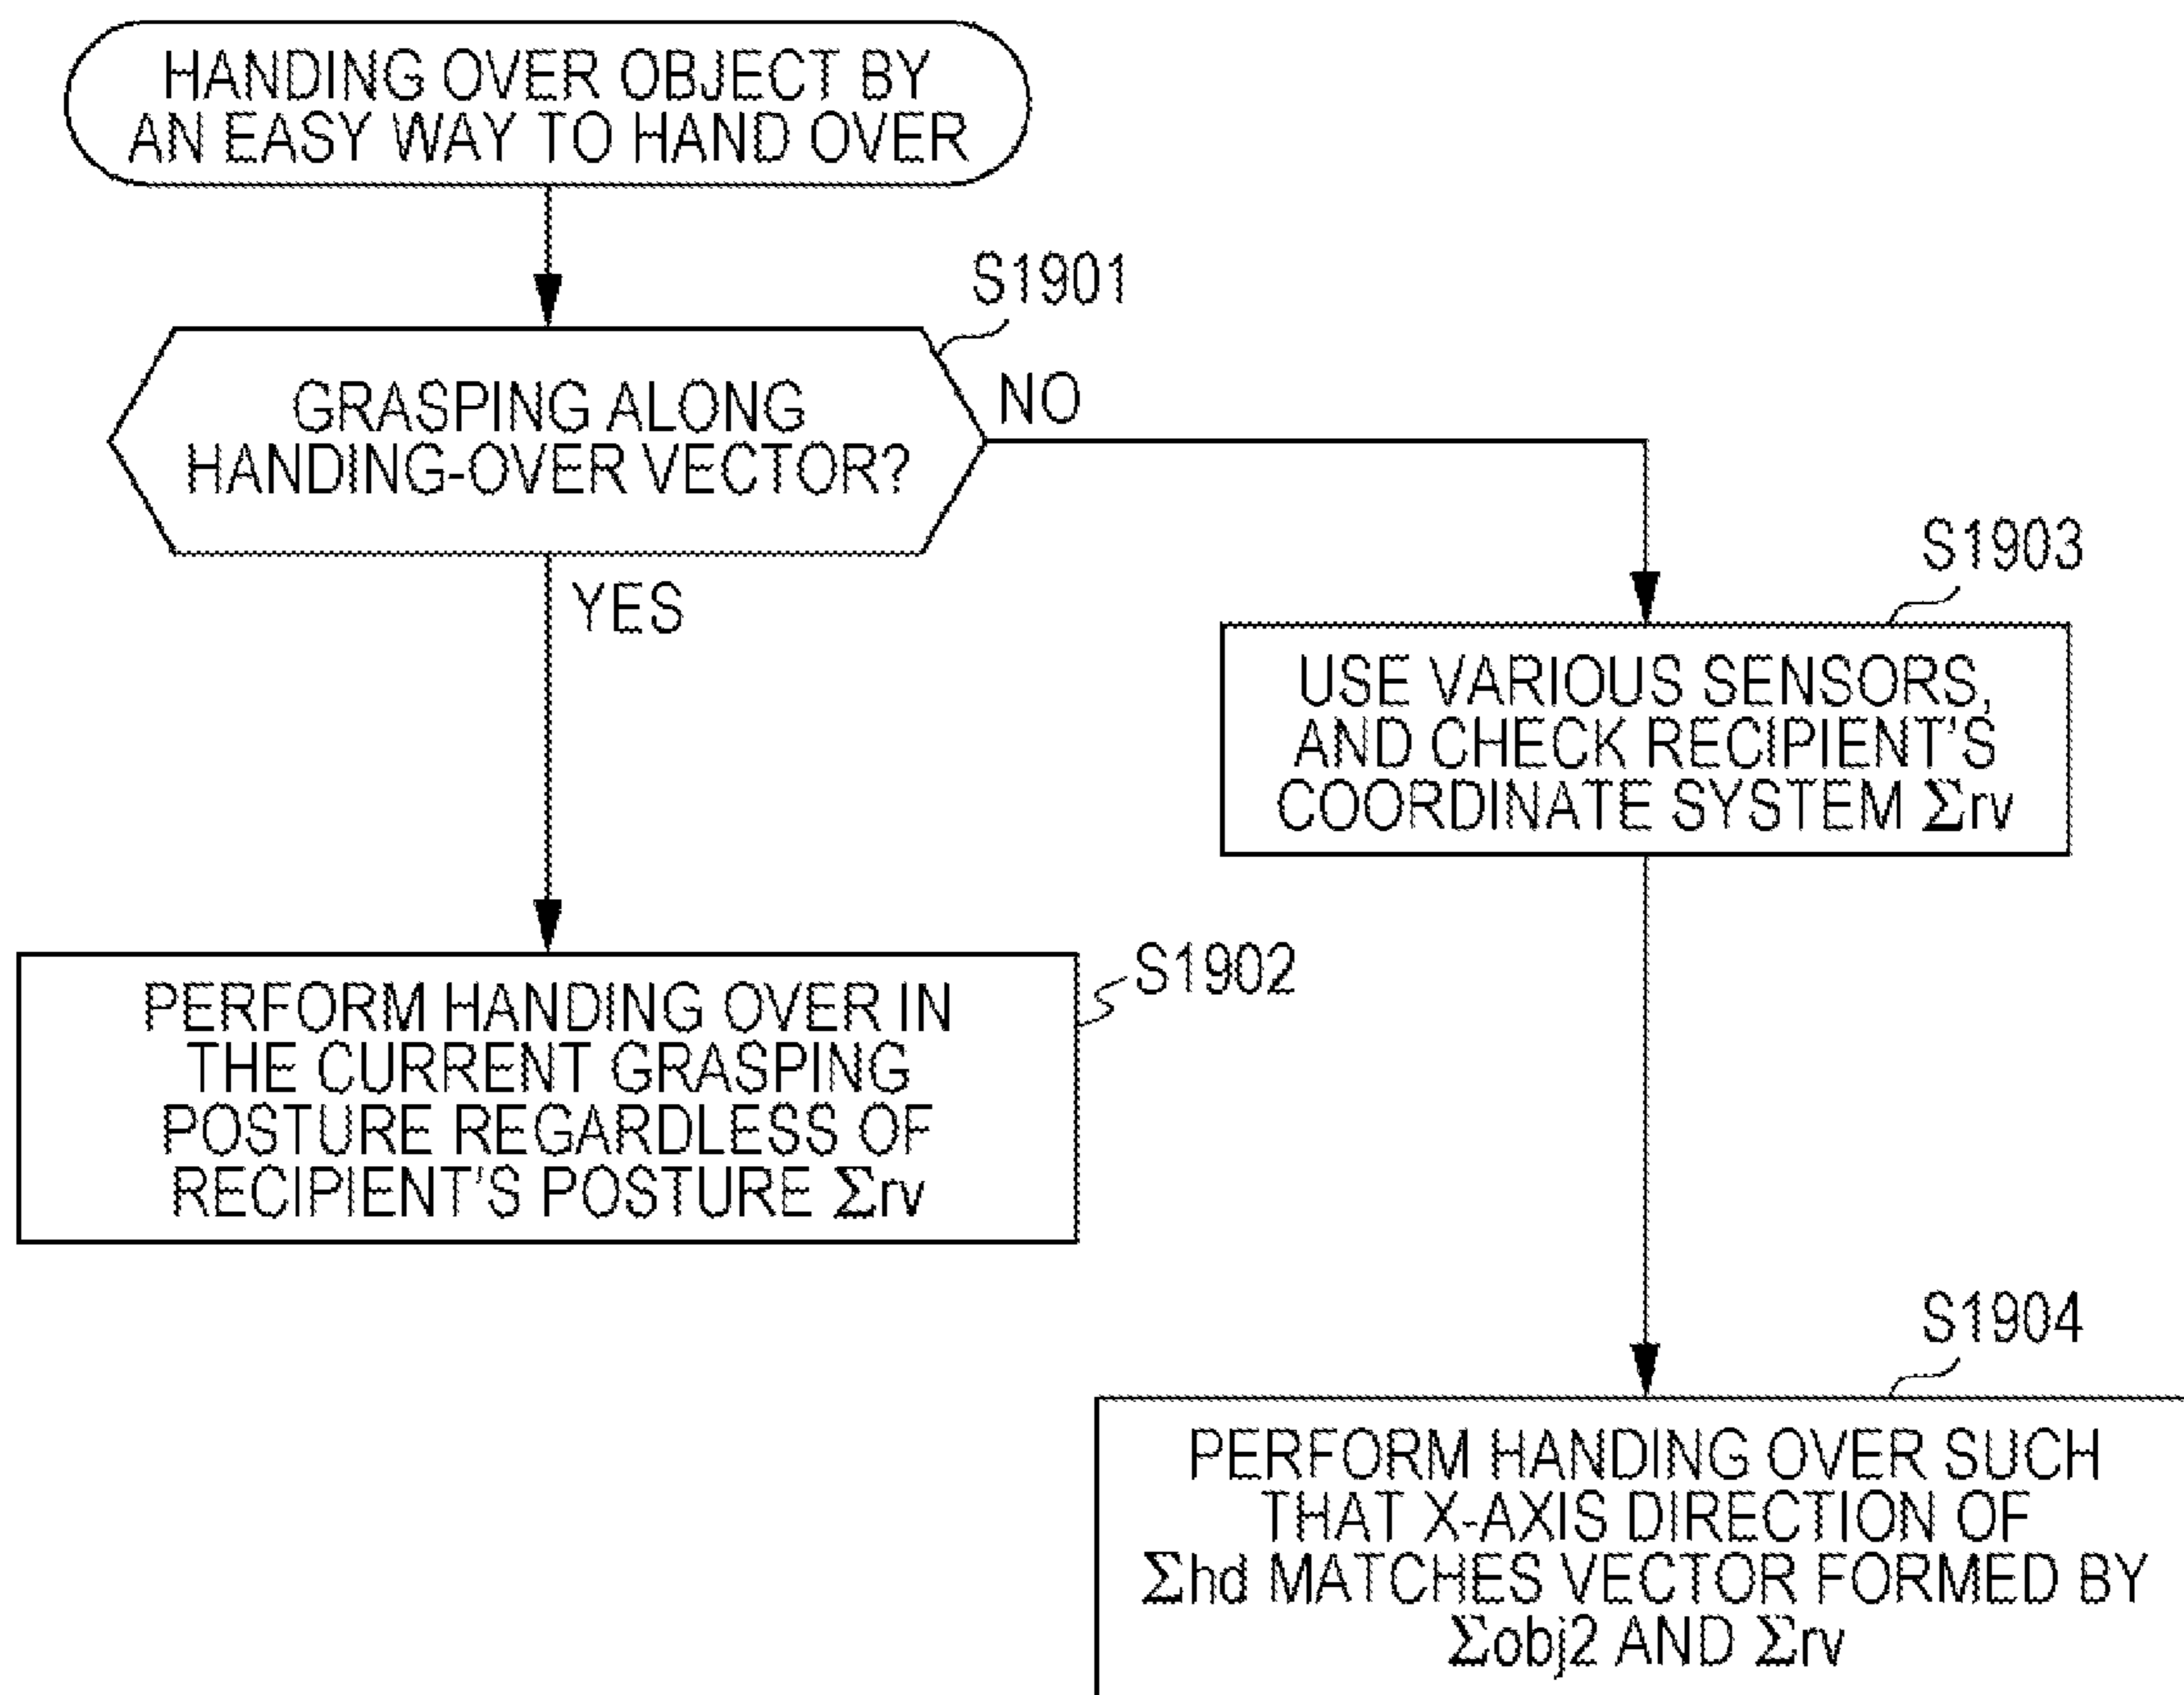 HANDING OVER OBJECT BY
AN EASY WAY TO HAND OVER
S1901
GRASPING ALONG
HANDING-OVER VECTOR?
NO
YES
S1903
USE VARIOUS SENSORS,
AND CHECK RECIPIENT'S
COORDINATE SYSTEM Σrv
S1902
PERFORM HANDING OVER IN
THE CURRENT GRASPING
POSTURE REGARDLESS OF
RECIPIENT'S POSTURE Σrv
S1904
PERFORM HANDING OVER SUCH
THAT X-AXIS DIRECTION OF
Σhd MATCHES VECTOR FORMED BY
Σobj2 AND Σrv